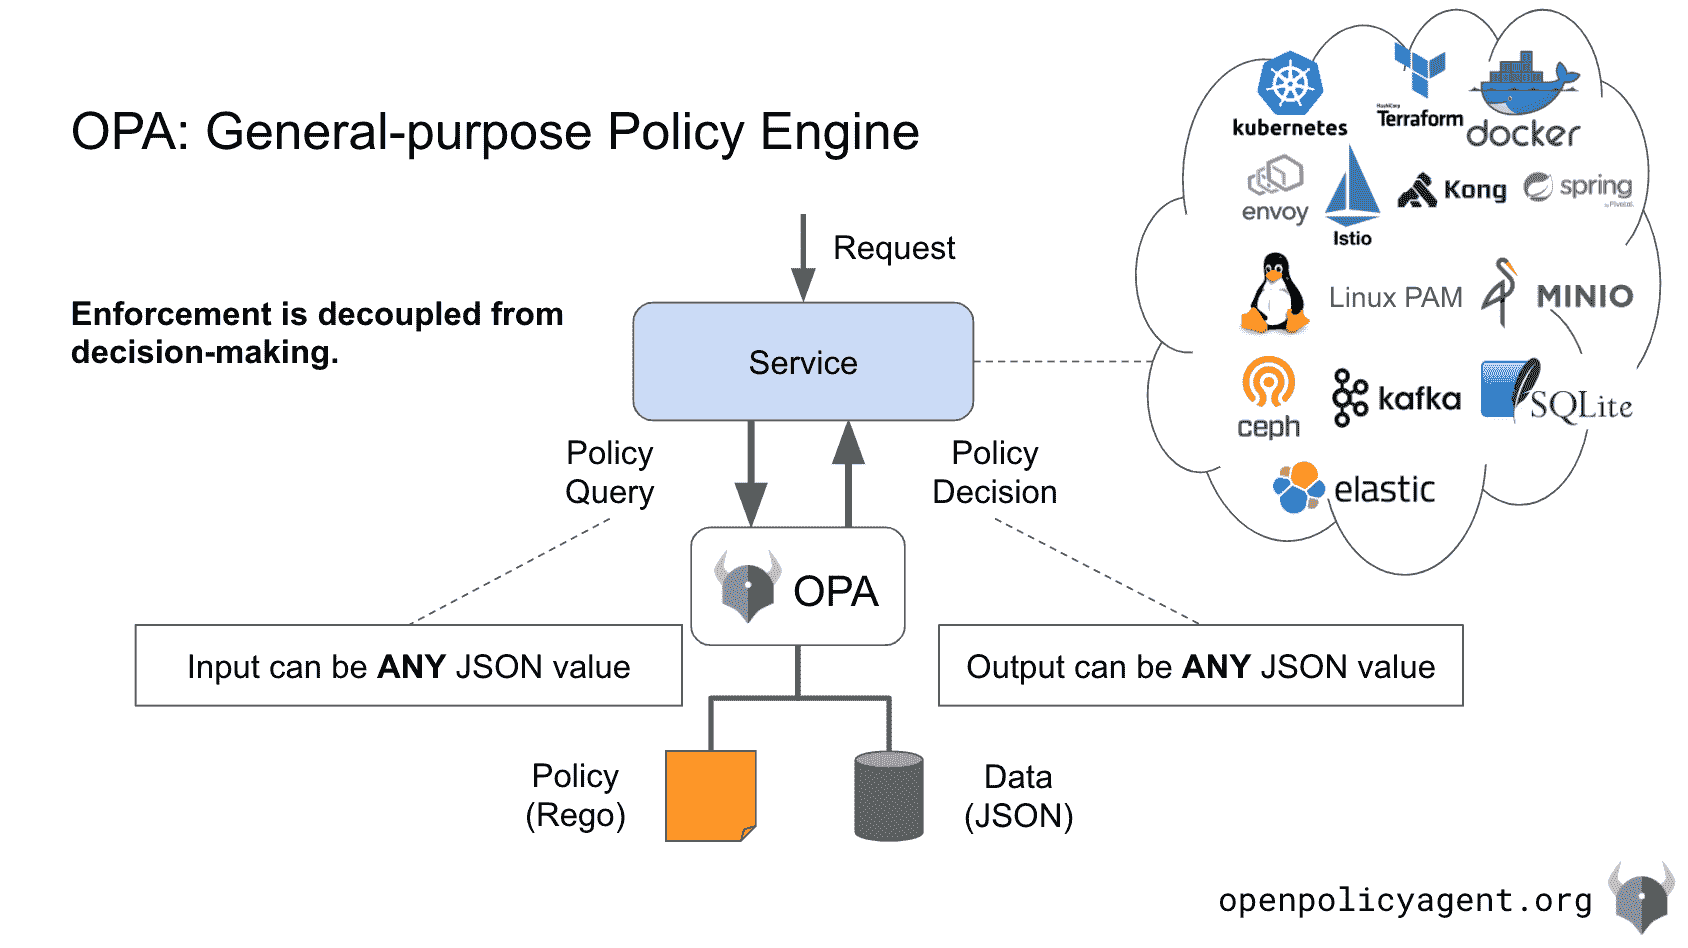 OPA: General-purpose Policy Engine
Enforcement is decoupled from
decision-making.
Request
Service
Policy
Query
Policy
Decision
OPA
Input can be ANY JSON value
Output can be ANY JSON value
Policy
(Rego)
Data
(JSON)
kubernetes
HashiCorp
Terraform
docker
envoy
Istio
Kong
spring
by Pivotal.
Linux PAM
MINIO
ceph
kafka
SQLite
elastic
openpolicyagent.org